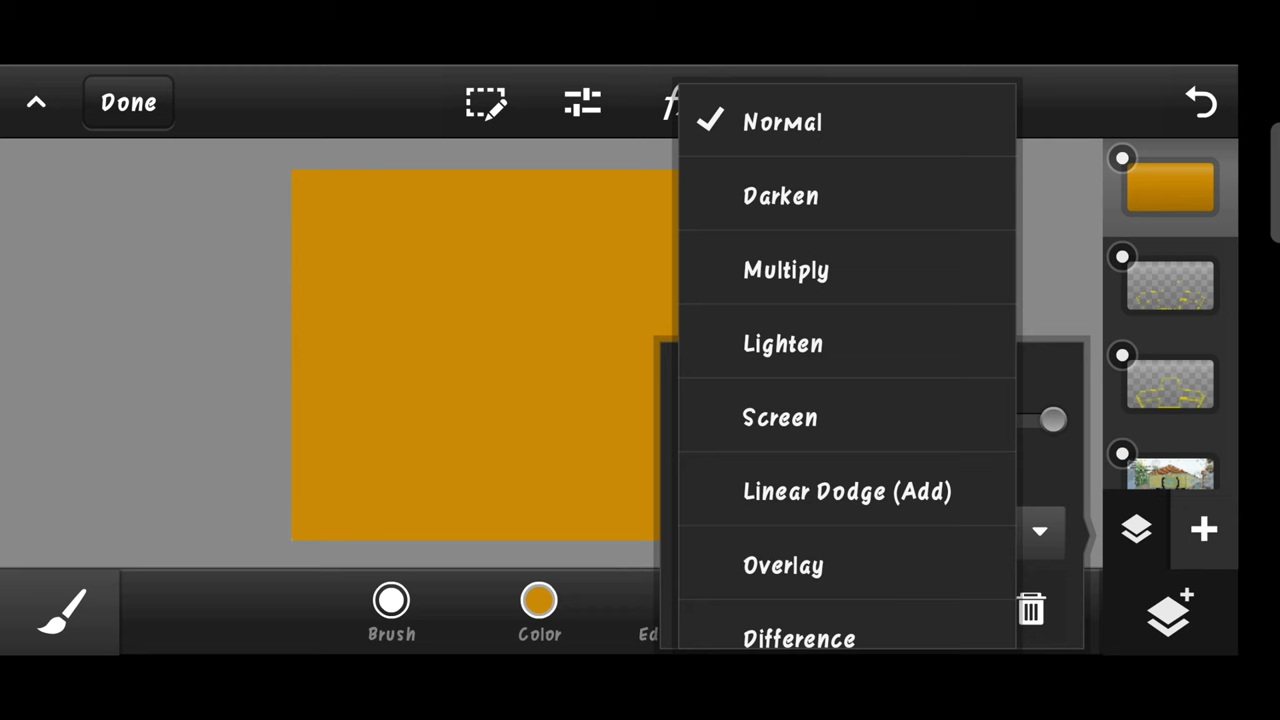 Done
Normal
Darken
Multiply
Lighten
Screen
Linear Dodge (Add)
Overlay
Difference
Brush
Color